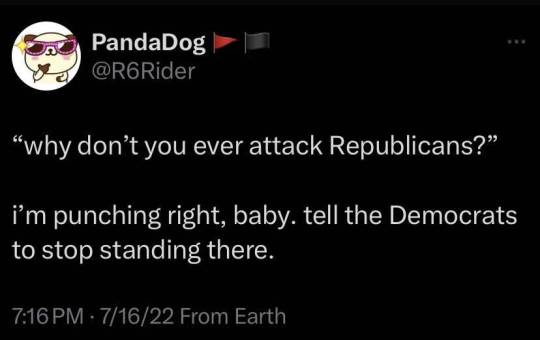 PandaDog 🚩🏴
@R6Rider
“why don’t you ever attack Republicans?”
i’m punching right, baby. tell the Democrats
to stop standing there.
7:16 PM · 7/16/22 From Earth